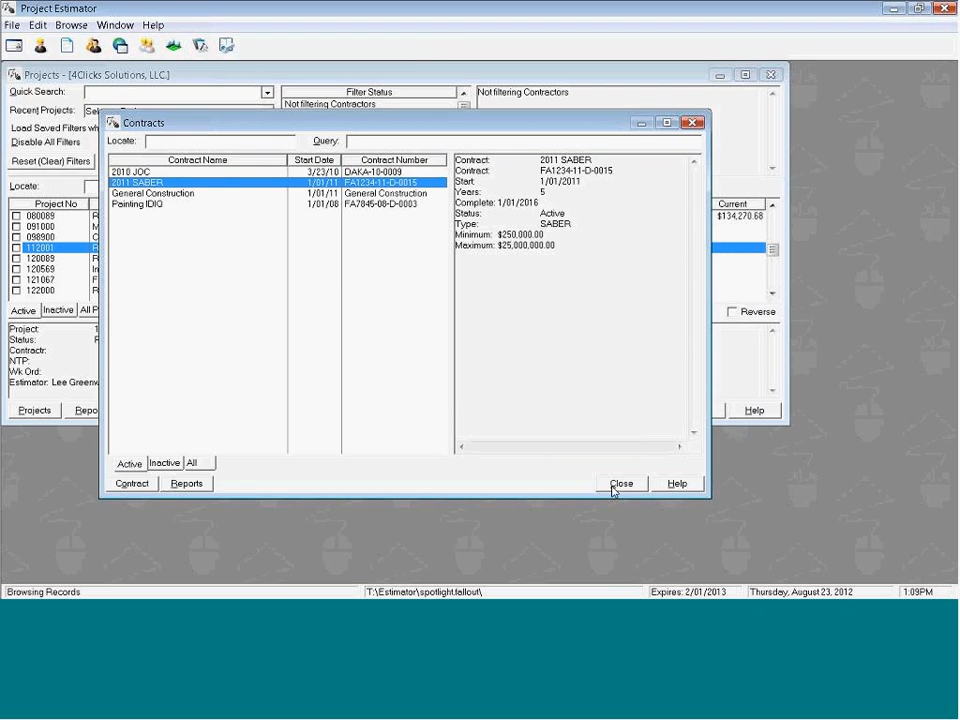 Project Estimator
File Edit Browse Window Help
Projects - [4Clicks Solutions, LLC.]
Quick Search:
Filter Status
Not filtering Contractors
Not filtering Contractors
Recent Projects:
Load Saved Filters
Disable All Filters
Reset (Clear) Filters
Locate:
Project No
080089
091000
098900
112001
120089
120569
121067
122000
Active Inactive All P
Project:
Status:
Contractr:
NTP:
Wk Ord:
Estimator: Lee Greenw
Projects Repo
Current
$134,270.68
Reverse
Help
Contracts
Locate: Query:
Contract Name Start Date Contract Number
2010 JOC 3/23/10 DAKA-10-0009
2011 SABER 1/01/11 FA1234-11-D-0015
General Construction 1/01/11 General Construction
Painting IDIQ 1/01/08 FA7845-08-D-0003
Contract: 2011 SABER
Contract: FA1234-11-D-0015
Start: 1/01/2011
Years: 5
Complete: 1/01/2016
Status: Active
Type: SABER
Minimum: $250,000.00
Maximum: $25,000,000.00
Active Inactive All
Contract Reports Close Help
Browsing Records T:\Estimator\spotlight.fallout\ Expires: 2/01/2013 Thursday, August 23, 2012 1:09PM